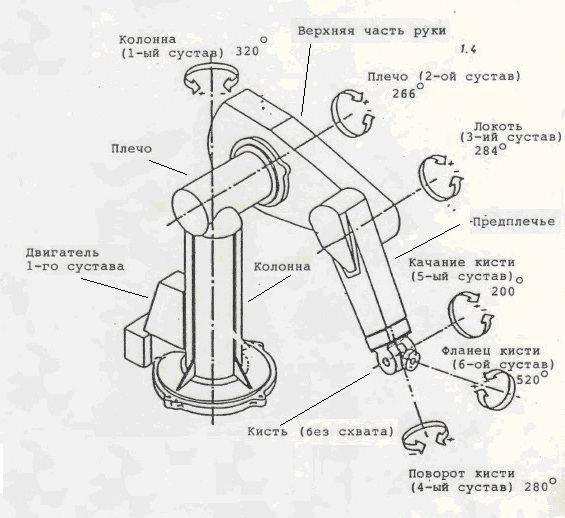 Верхняя часть руки
Колонна
(1-ый сустав) 320°
1.4
Плечо (2-ой сустав)
266°
Локоть
(3-ий сустав)
284°
Плечо
Предплечье
Двигатель
1-го сустава
Колонна
Качание кисти
(5-ый сустав)
200°
Фланец кисти
(6-ой сустав)
520°
Кисть (без схвата)
Поворот кисти
(4-ый сустав) 280°